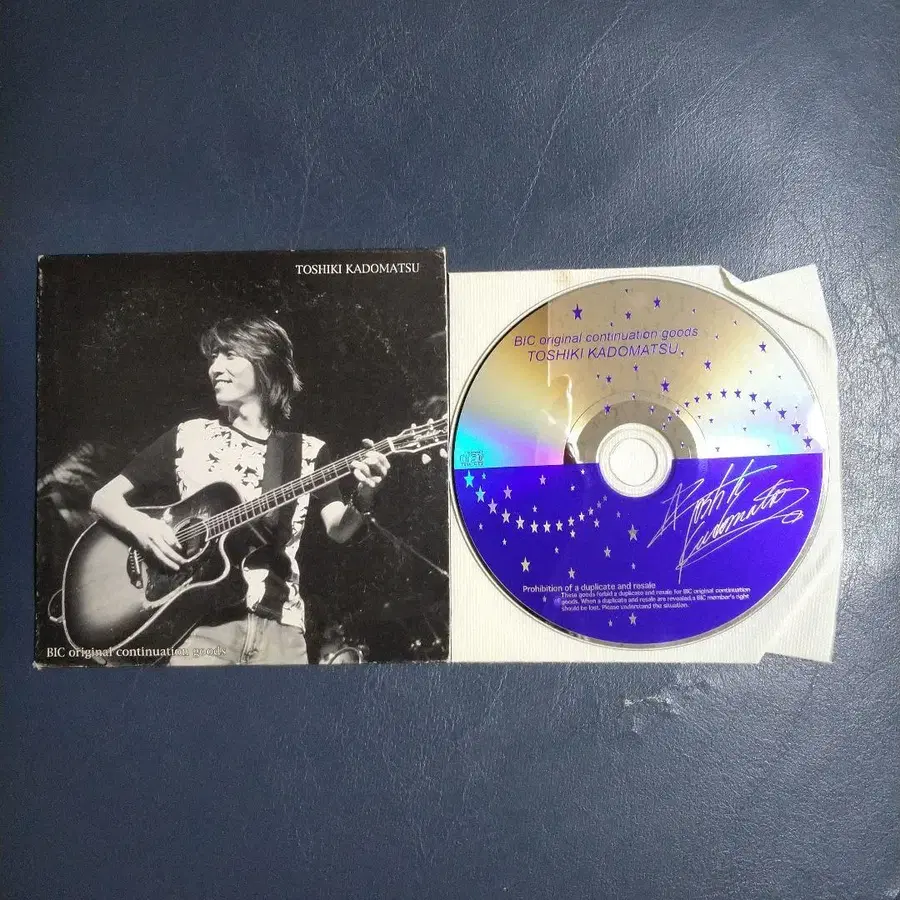 TOSHIKI KADOMATSU
BIC original continuation goods
BIC original continuation goods
TOSHIKI KADOMATSU
Toshiki
Kadomatsu
Prohibition of a duplicate and resale
These goods forbid a duplicate and resale for BIC original continuation
goods. When a duplicate and resale are revealed,a BIC member's right
should be lost. Please understand the situation.